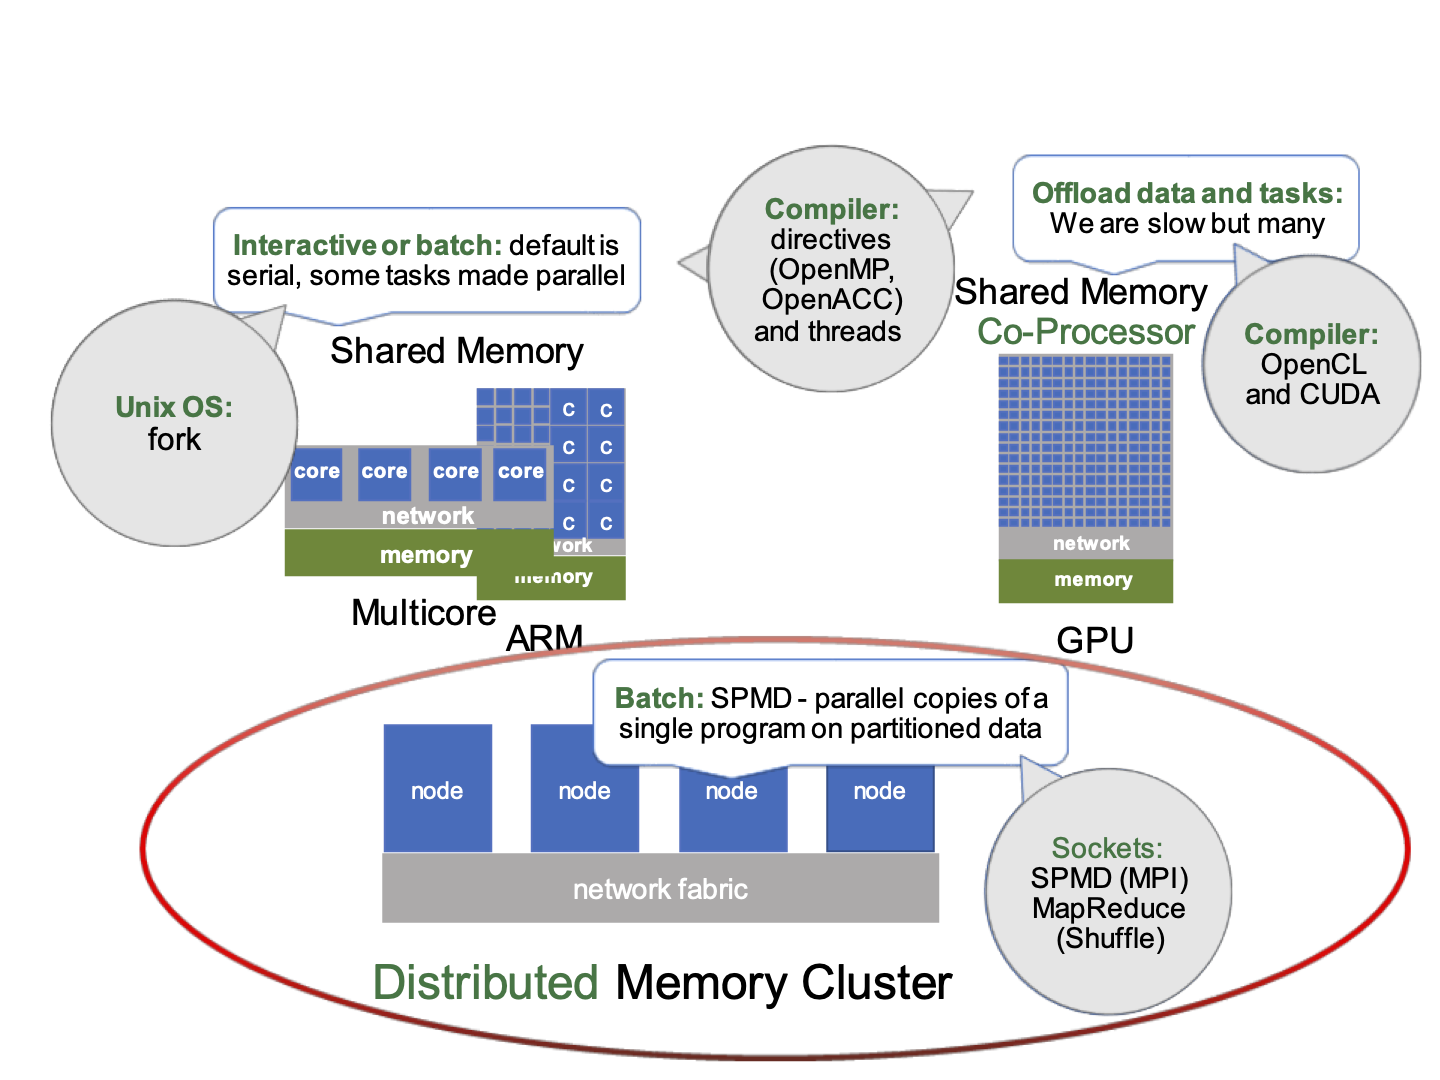 Interactive or batch: default is
serial, some tasks made parallel
Shared Memory
Unix OS:
fork
core core core core
network
memory
C C
C C
C C
C C
work
memory
Multicore
ARM
Compiler:
directives
(OpenMP,
OpenACC)
and threads
Offload data and tasks:
We are slow but many
Shared Memory
Co-Processor
Compiler:
OpenCL
and CUDA
network
memory
GPU
Batch: SPMD - parallel copies of a
single program on partitioned data
node node node node
network fabric
Sockets:
SPMD (MPI)
MapReduce
(Shuffle)
Distributed Memory Cluster